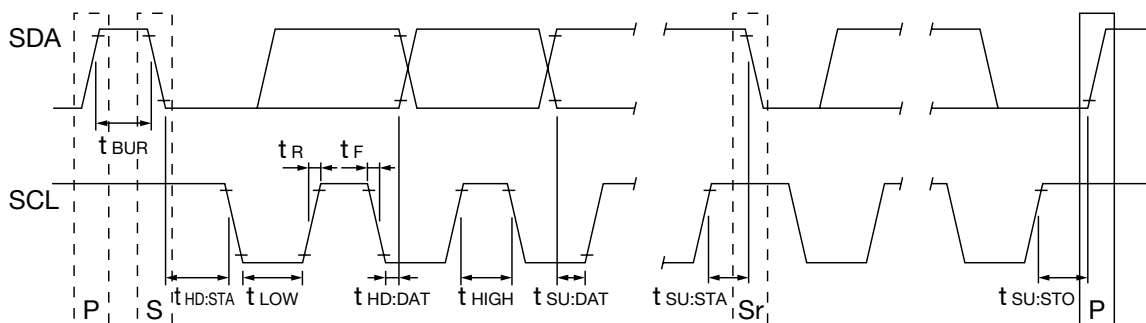 SDA
t BUR
t R
t F
SCL
t HD:STA
t LOW
t HD:DAT
t HIGH
t SU:DAT
t SU:STA
t SU:STO
P
S
Sr
P